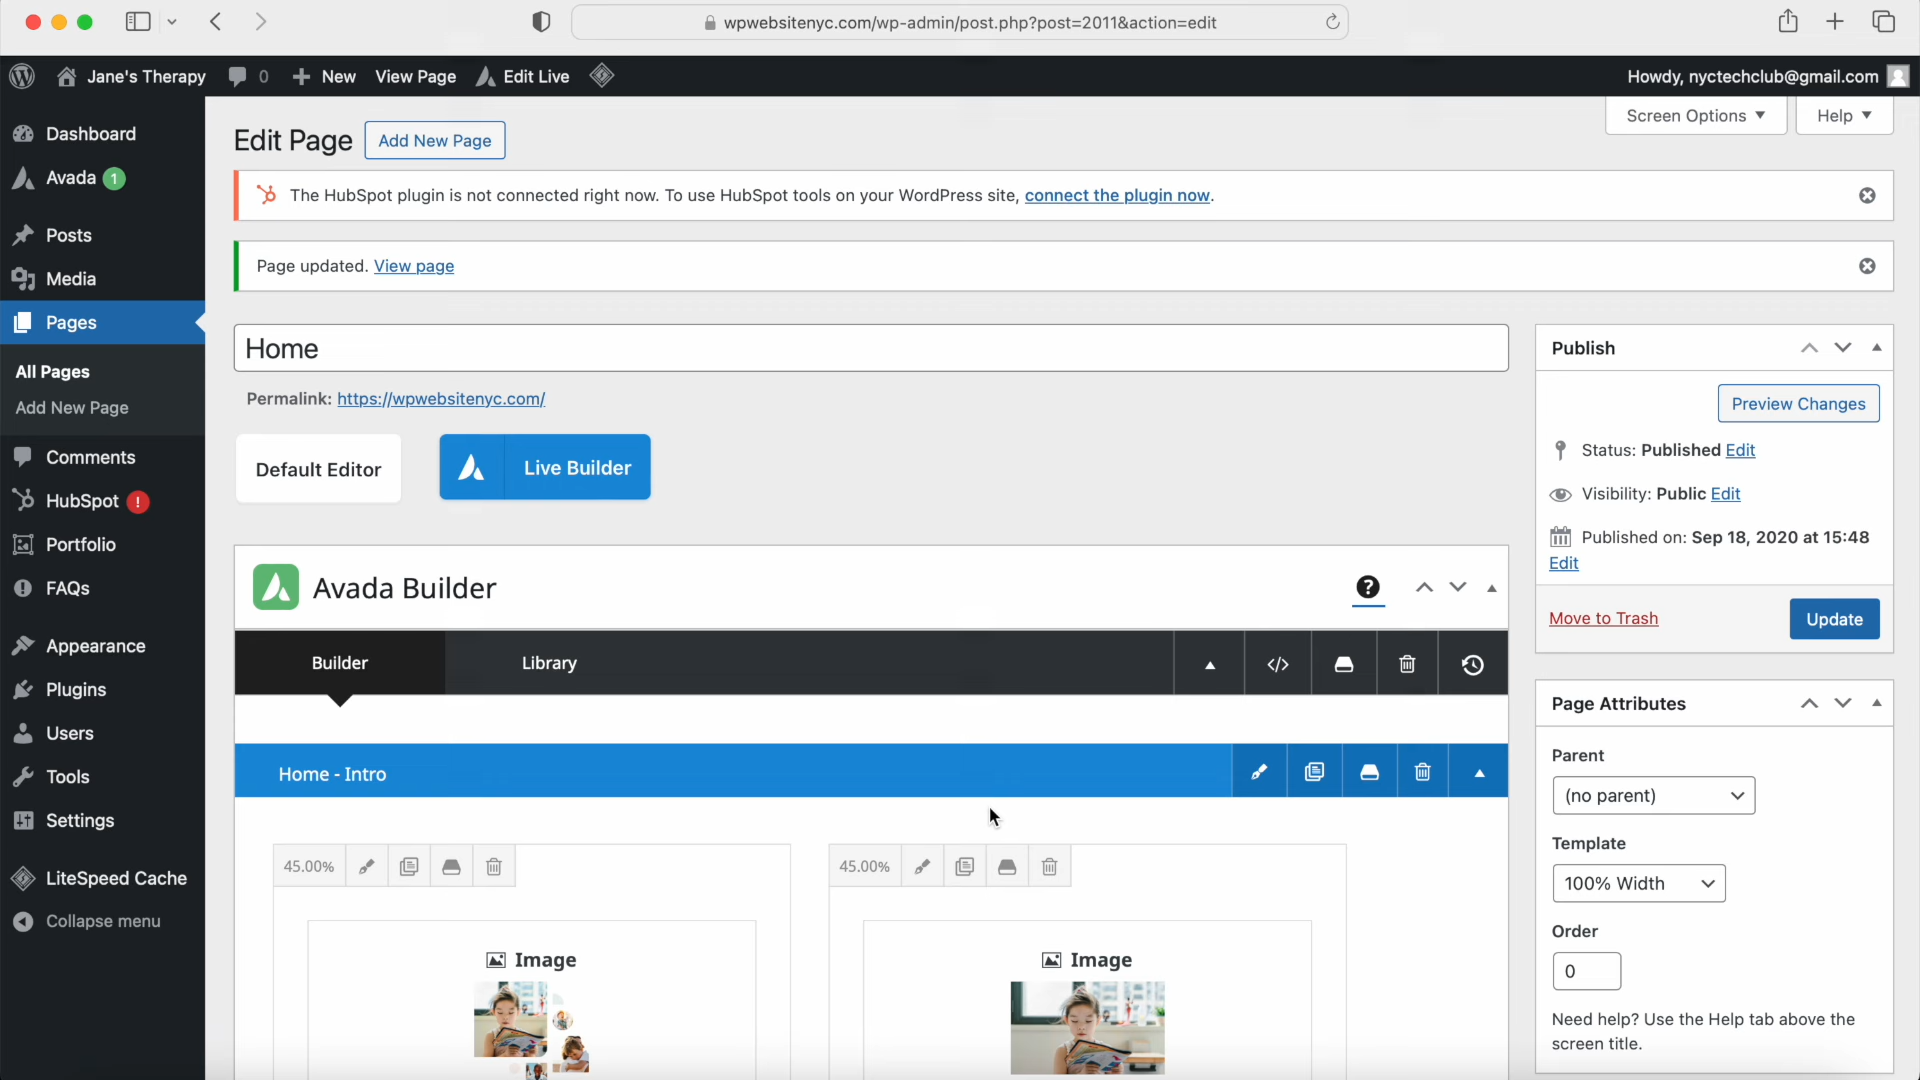 wpwebsitenyc.com/wp-admin/post.php?post=2011&action=edit
Jane's Therapy 0 New View Page Edit Live Howdy, nyctechclub@gmail.com
Screen Options Help
Dashboard
Avada 1
Posts
Media
Pages
All Pages
Add New Page
Comments
HubSpot !
Portfolio
FAQs
Appearance
Plugins
Users
Tools
Settings
LiteSpeed Cache
Collapse menu
Edit Page Add New Page
The HubSpot plugin is not connected right now. To use HubSpot tools on your WordPress site, connect the plugin now.
Page updated. View page
Home
Permalink: https://wpwebsitenyc.com/
Default Editor Live Builder
Avada Builder ?
Builder Library </>
Home - Intro
45.00% 45.00%
Image Image
Publish
Preview Changes
Status: Published Edit
Visibility: Public Edit
Published on: Sep 18, 2020 at 15:48
Edit
Move to Trash Update
Page Attributes
Parent
(no parent)
Template
100% Width
Order
0
Need help? Use the Help tab above the
screen title.